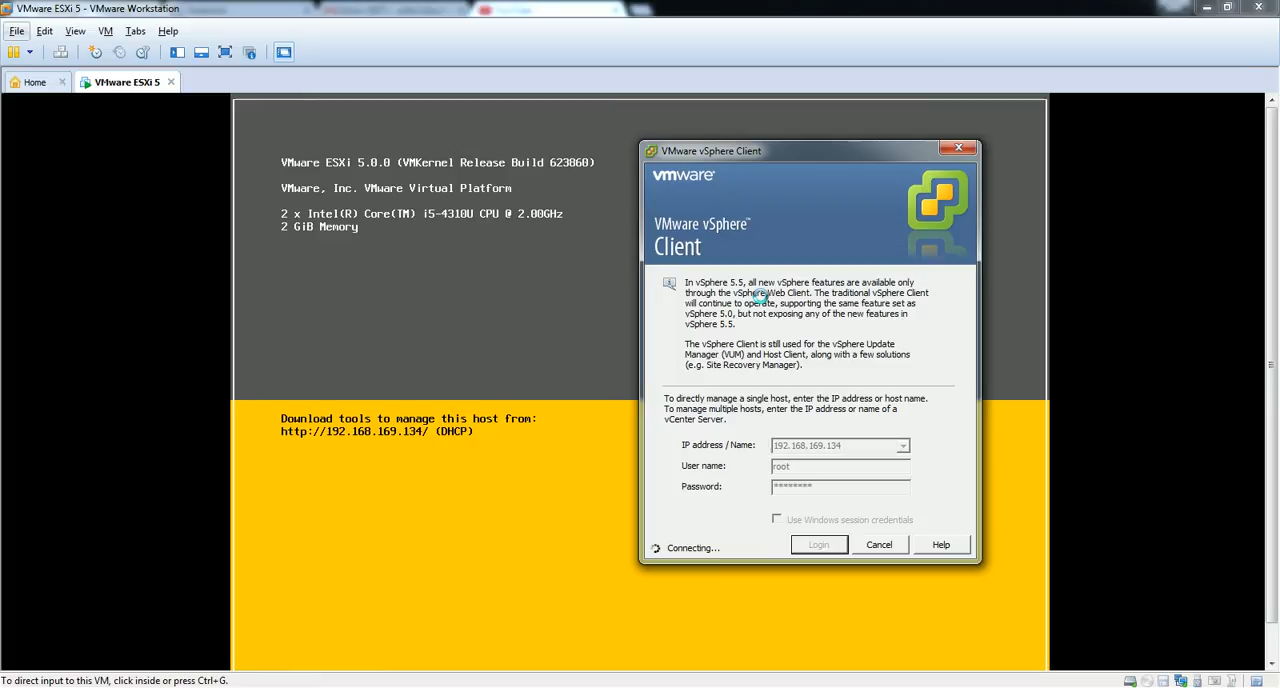 VMware ESXi 5 - VMware Workstation
File Edit View VM Tabs Help
Home VMware ESXi 5
VMware ESXi 5.0.0 (VMKernel Release Build 623860)
VMware, Inc. VMware Virtual Platform
2 x Intel(R) Core(TM) i5-4310U CPU @ 2.00GHz
2 GiB Memory
Download tools to manage this host from:
http://192.168.169.134/ (DHCP)
VMware vSphere Client
vmware®
VMware vSphere™
Client
In vSphere 5.5, all new vSphere features are available only
through the vSphere Web Client. The traditional vSphere Client
will continue to operate, supporting the same feature set as
vSphere 5.0, but not exposing any of the new features in
vSphere 5.5.
The vSphere Client is still used for the vSphere Update
Manager (VUM) and Host Client, along with a few solutions
(e.g. Site Recovery Manager).
To directly manage a single host, enter the IP address or host name.
To manage multiple hosts, enter the IP address or name of a
vCenter Server.
IP address / Name: 192.168.169.134
User name: root
Password: ********
Use Windows session credentials
Connecting... Login Cancel Help
To direct input to this VM, click inside or press Ctrl+G.